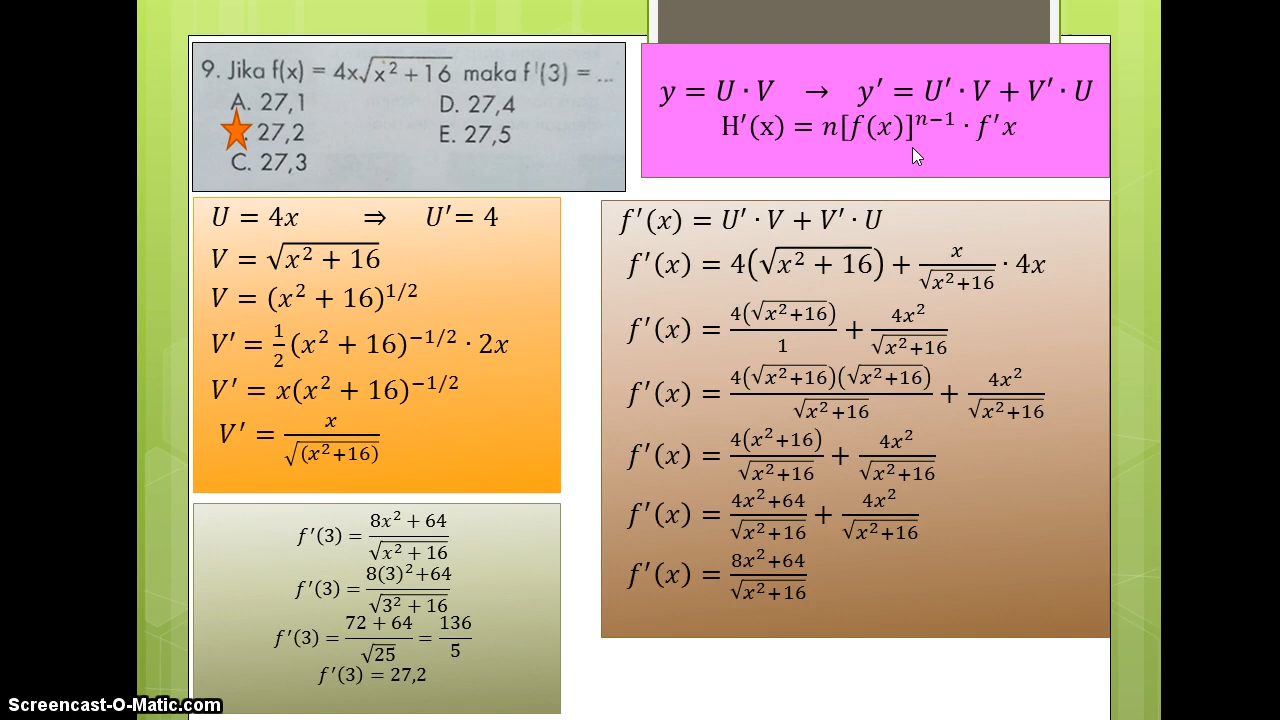 9. Jika f(x) = 4x√(x² + 16) maka f'(3) = ...
A. 27,1 D. 27,4
. 27,2 E. 27,5
C. 27,3
y = U · V → y′ = U′ · V + V′ · U
H′(x) = n[f(x)]ⁿ⁻¹ · f′x
U = 4x ⇒ U′= 4
V = √(x² + 16)
V = (x² + 16)^(1/2)
V′ = 1/2 (x² + 16)^(−1/2) · 2x
V′ = x(x² + 16)^(−1/2)
V′ = x/√((x²+16))
f′(x) = U′ · V + V′ · U
f′(x) = 4(√(x² + 16)) + x/√(x²+16) · 4x
f′(x) = 4(√(x²+16))/1 + 4x²/√(x²+16)
f′(x) = 4(√(x²+16))(√(x²+16))/√(x²+16) + 4x²/√(x²+16)
f′(x) = 4(x²+16)/√(x²+16) + 4x²/√(x²+16)
f′(x) = 4x²+64/√(x²+16) + 4x²/√(x²+16)
f′(x) = 8x²+64/√(x²+16)
f′(3) = 8x² + 64/√(x² + 16)
f′(3) = 8(3)²+64/√(3² + 16)
f′(3) = 72 + 64/√25 = 136/5
f′(3) = 27,2
Screencast-O-Matic.com